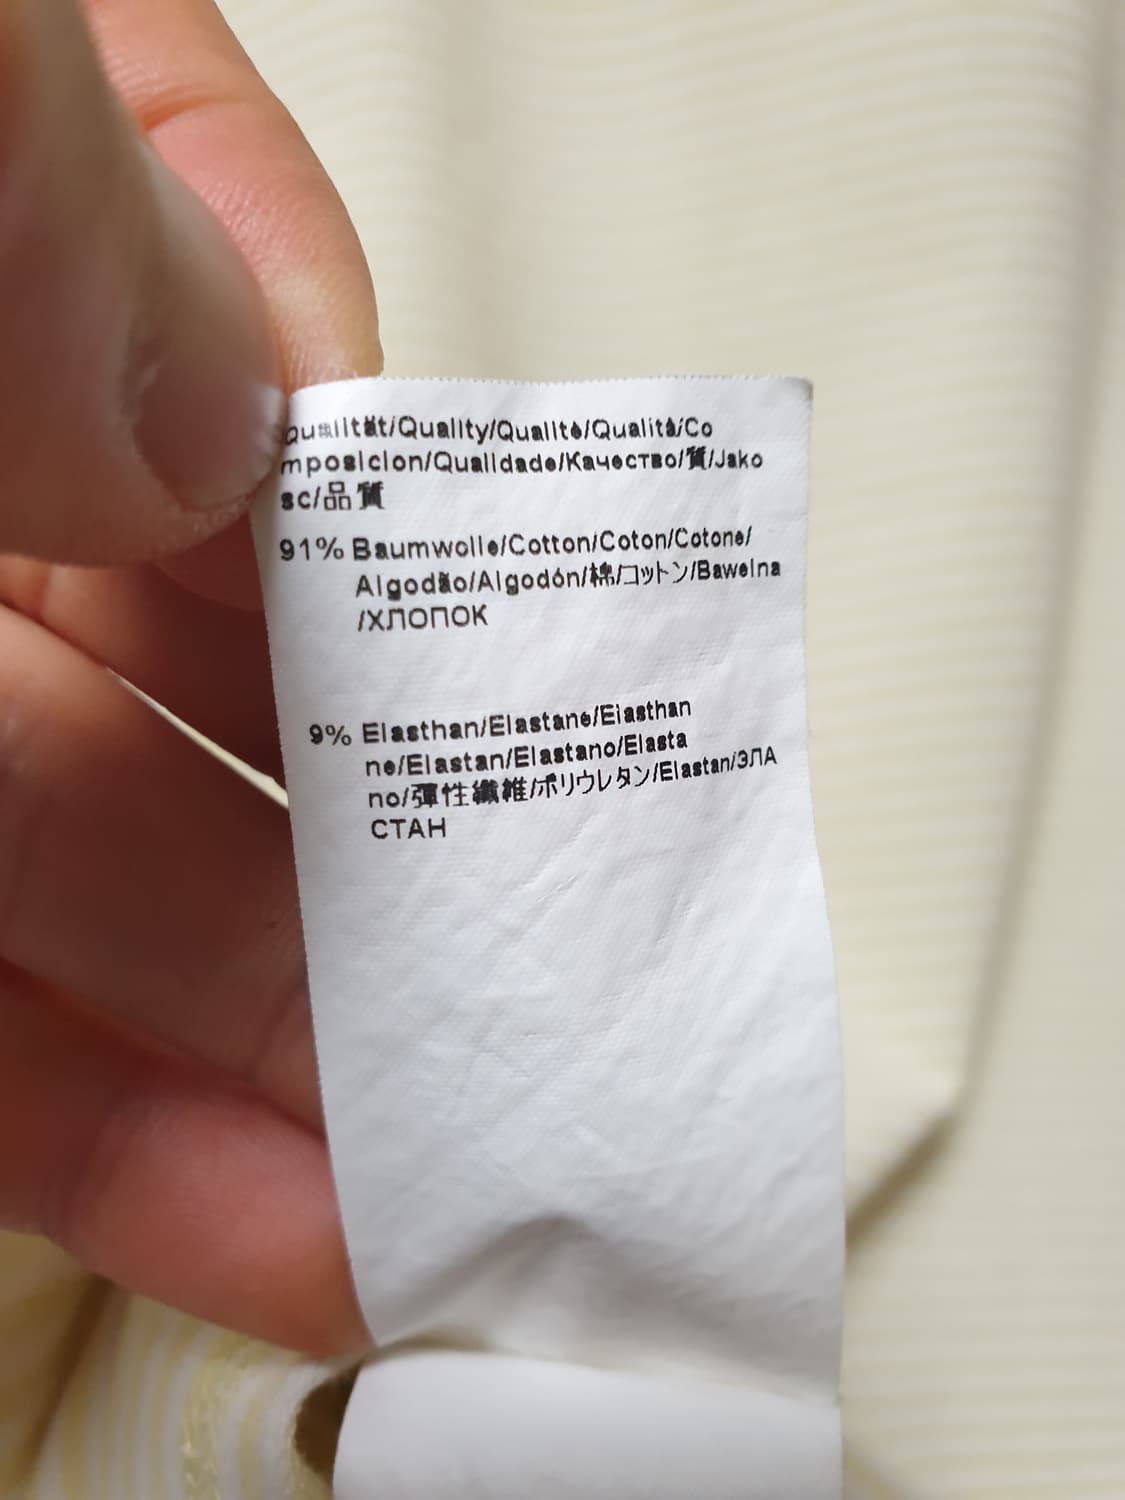 Qualität/Quality/Qualité/Qualità/Co
mposicion/Qualidade/Качество/質/Jako
sc/品質
91% Baumwolle/Cotton/Coton/Cotone/
Algodão/Algodón/棉/コットン/Bawelna
/ХЛОПОК
9% Elasthan/Elastane/Elasthan
ne/Elastan/Elastano/Elasta
no/彈性纖維/ポリウレタン/Elastan/ЭЛА
СТАН